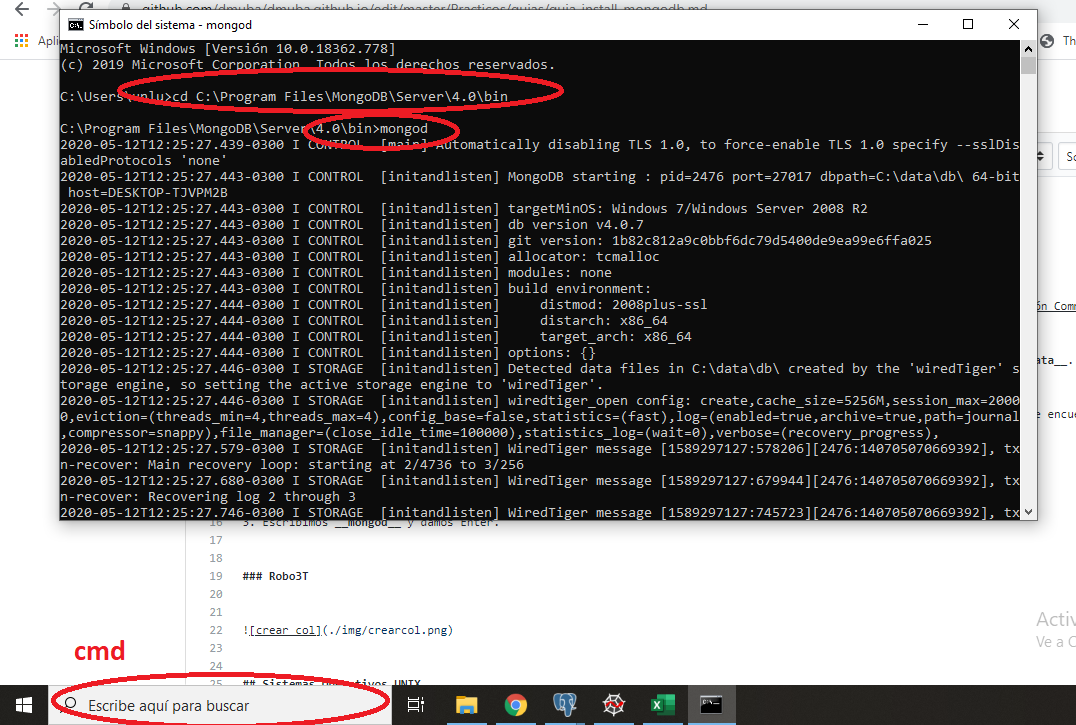 github.com/dmuba/dmuba.github.io/edit/master/Practicos/guias/guia_install_mongodb.md
Símbolo del sistema - mongod
Apli
Th
Microsoft Windows [Versión 10.0.18362.778]
(c) 2019 Microsoft Corporation. Todos los derechos reservados.
C:\Users\unlu>cd C:\Program Files\MongoDB\Server\4.0\bin
C:\Program Files\MongoDB\Server\4.0\bin>mongod
2020-05-12T12:25:27.439-0300 I CONTROL  [main] Automatically disabling TLS 1.0, to force-enable TLS 1.0 specify --sslDis
abledProtocols 'none'
2020-05-12T12:25:27.443-0300 I CONTROL  [initandlisten] MongoDB starting : pid=2476 port=27017 dbpath=C:\data\db\ 64-bit
 host=DESKTOP-TJVPM2B
2020-05-12T12:25:27.443-0300 I CONTROL  [initandlisten] targetMinOS: Windows 7/Windows Server 2008 R2
2020-05-12T12:25:27.443-0300 I CONTROL  [initandlisten] db version v4.0.7
2020-05-12T12:25:27.443-0300 I CONTROL  [initandlisten] git version: 1b82c812a9c0bbf6dc79d5400de9ea99e6ffa025
2020-05-12T12:25:27.443-0300 I CONTROL  [initandlisten] allocator: tcmalloc
2020-05-12T12:25:27.443-0300 I CONTROL  [initandlisten] modules: none
2020-05-12T12:25:27.443-0300 I CONTROL  [initandlisten] build environment:
2020-05-12T12:25:27.444-0300 I CONTROL  [initandlisten]     distmod: 2008plus-ssl
2020-05-12T12:25:27.444-0300 I CONTROL  [initandlisten]     distarch: x86_64
2020-05-12T12:25:27.444-0300 I CONTROL  [initandlisten]     target_arch: x86_64
2020-05-12T12:25:27.444-0300 I CONTROL  [initandlisten] options: {}
2020-05-12T12:25:27.446-0300 I STORAGE  [initandlisten] Detected data files in C:\data\db\ created by the 'wiredTiger' s
torage engine, so setting the active storage engine to 'wiredTiger'.
2020-05-12T12:25:27.446-0300 I STORAGE  [initandlisten] wiredtiger_open config: create,cache_size=5256M,session_max=2000
0,eviction=(threads_min=4,threads_max=4),config_base=false,statistics=(fast),log=(enabled=true,archive=true,path=journal
,compressor=snappy),file_manager=(close_idle_time=100000),statistics_log=(wait=0),verbose=(recovery_progress),
2020-05-12T12:25:27.579-0300 I STORAGE  [initandlisten] WiredTiger message [1589297127:578206][2476:140705070669392], tx
n-recover: Main recovery loop: starting at 2/4736 to 3/256
2020-05-12T12:25:27.680-0300 I STORAGE  [initandlisten] WiredTiger message [1589297127:679944][2476:140705070669392], tx
n-recover: Recovering log 2 through 3
2020-05-12T12:25:27.746-0300 I STORAGE  [initandlisten] WiredTiger message [1589297127:745723][2476:140705070669392], tx
So
ón Com
ata__.
e encue
16 3. Escribimos __mongod__ y damos Enter.
17
18
19 ### Robo3T
20
21
22 ![crear col](./img/crearcol.png)
23
24
25 ## Sistemas Operativos UNIX
Activ
Ve a C
cmd
Escribe aquí para buscar